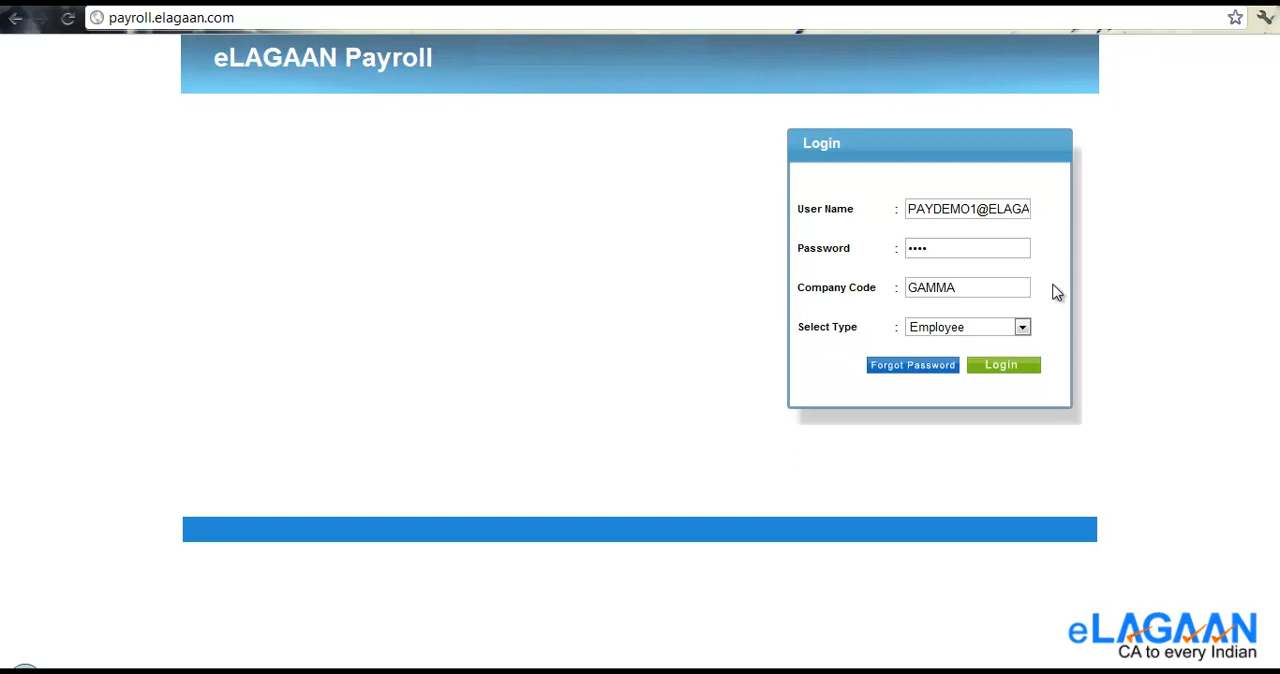 payroll.elagaan.com
eLAGAAN Payroll
Login
User Name : PAYDEMO1@ELAGA
Password : ••••
Company Code : GAMMA
Select Type : Employee
Forgot Password Login
eLAGAAN
CA to every Indian